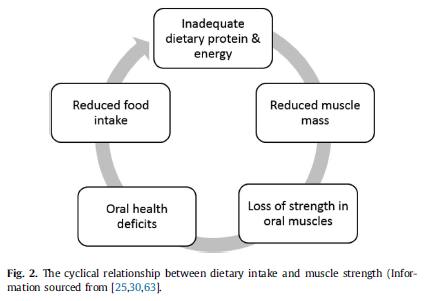 Inadequate
dietary protein &
energy
Reduced muscle
mass
Loss of strength in
oral muscles
Oral health
deficits
Reduced food
intake
Fig. 2. The cyclical relationship between dietary intake and muscle strength (Infor-
mation sourced from [25,30,63].